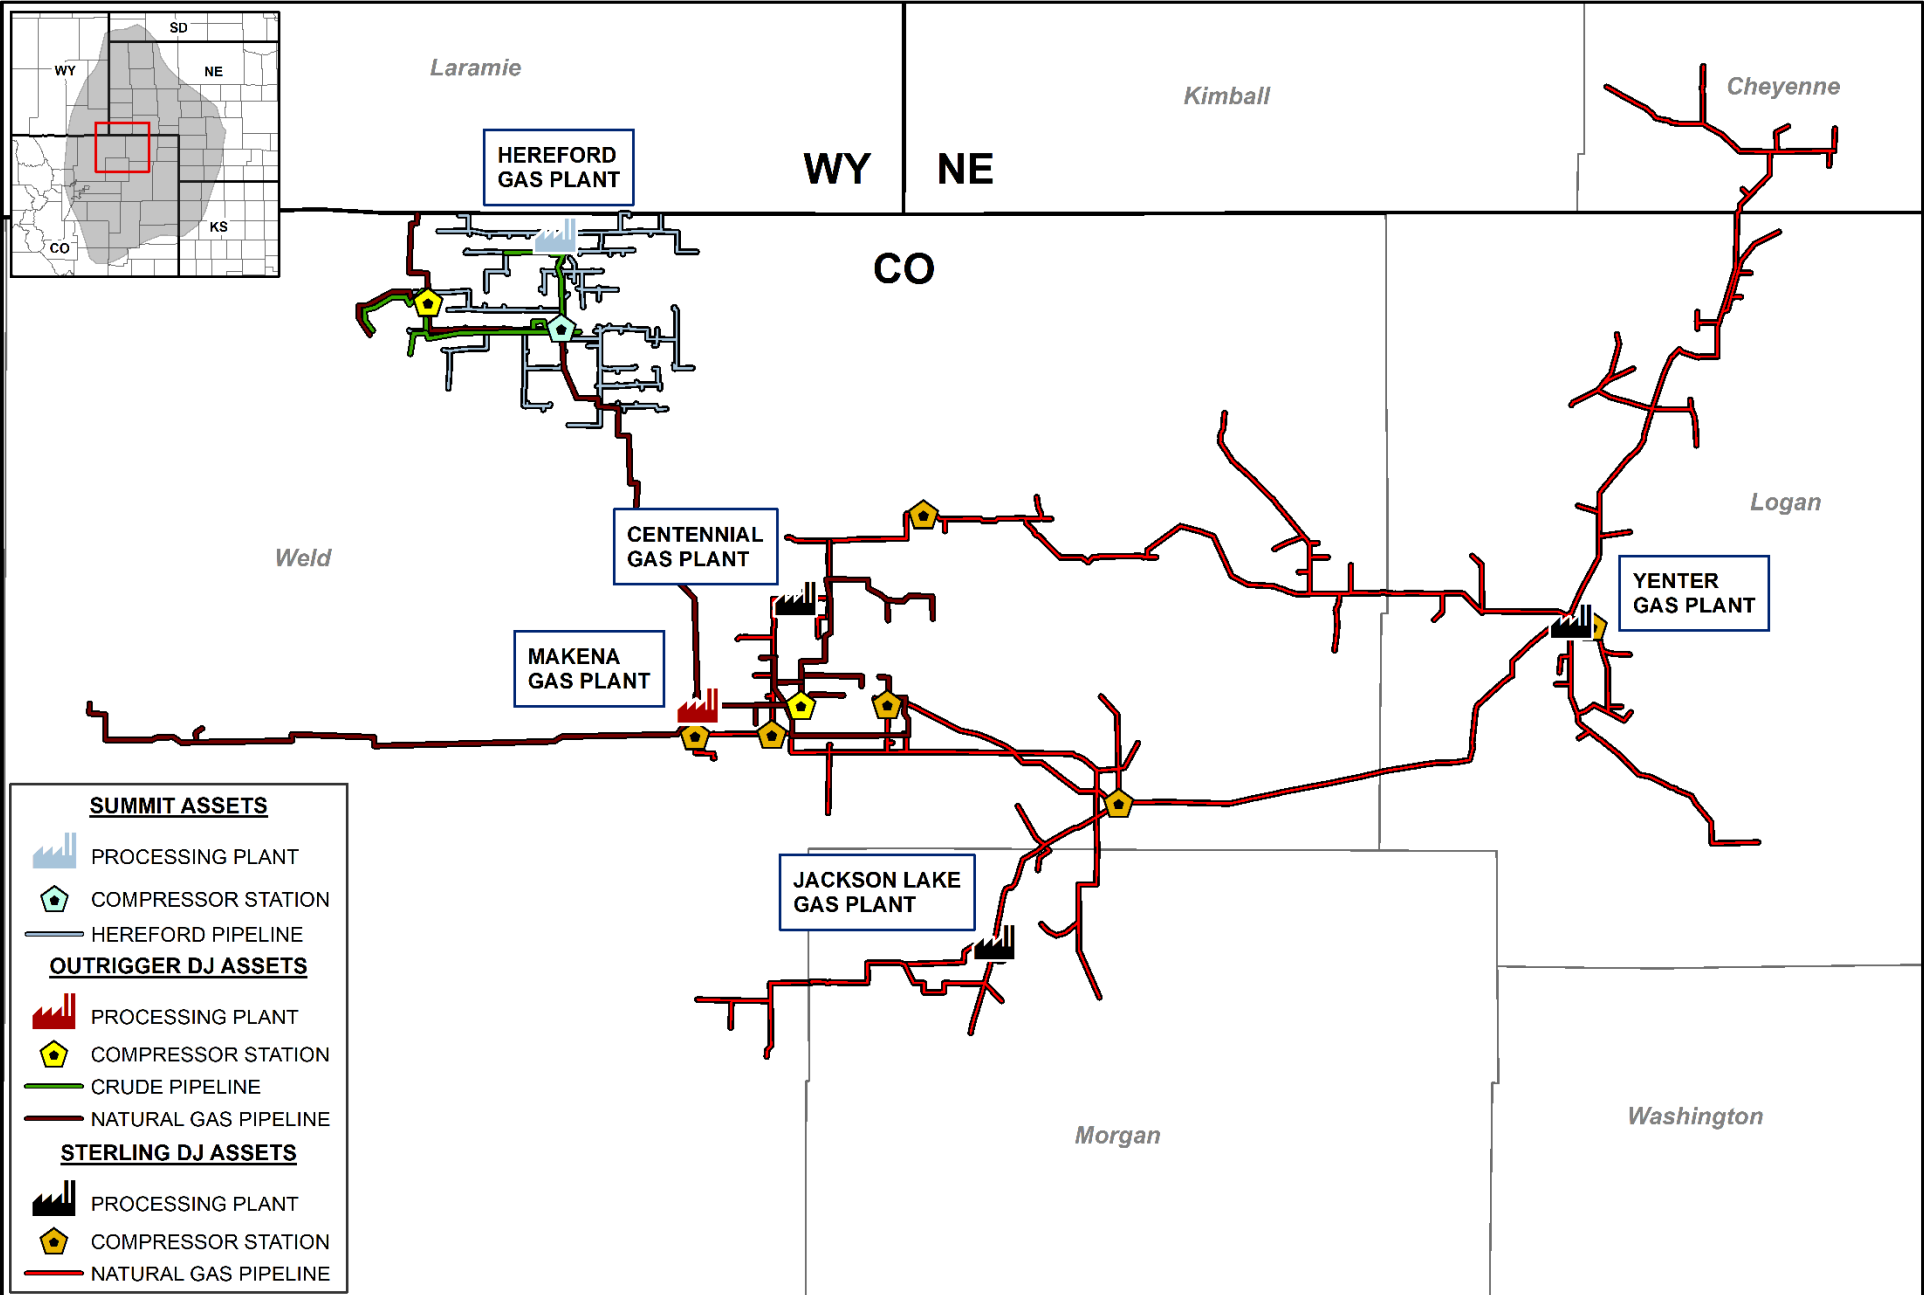 SD
WY
NE
KS
CO
Laramie
Kimball
Cheyenne
HEREFORD
GAS PLANT
WY
NE
CO
Logan
Weld
CENTENNIAL
GAS PLANT
YENTER
GAS PLANT
MAKENA
GAS PLANT
JACKSON LAKE
GAS PLANT
Morgan
Washington
SUMMIT ASSETS
PROCESSING PLANT
COMPRESSOR STATION
HEREFORD PIPELINE
OUTRIGGER DJ ASSETS
PROCESSING PLANT
COMPRESSOR STATION
CRUDE PIPELINE
NATURAL GAS PIPELINE
STERLING DJ ASSETS
PROCESSING PLANT
COMPRESSOR STATION
NATURAL GAS PIPELINE